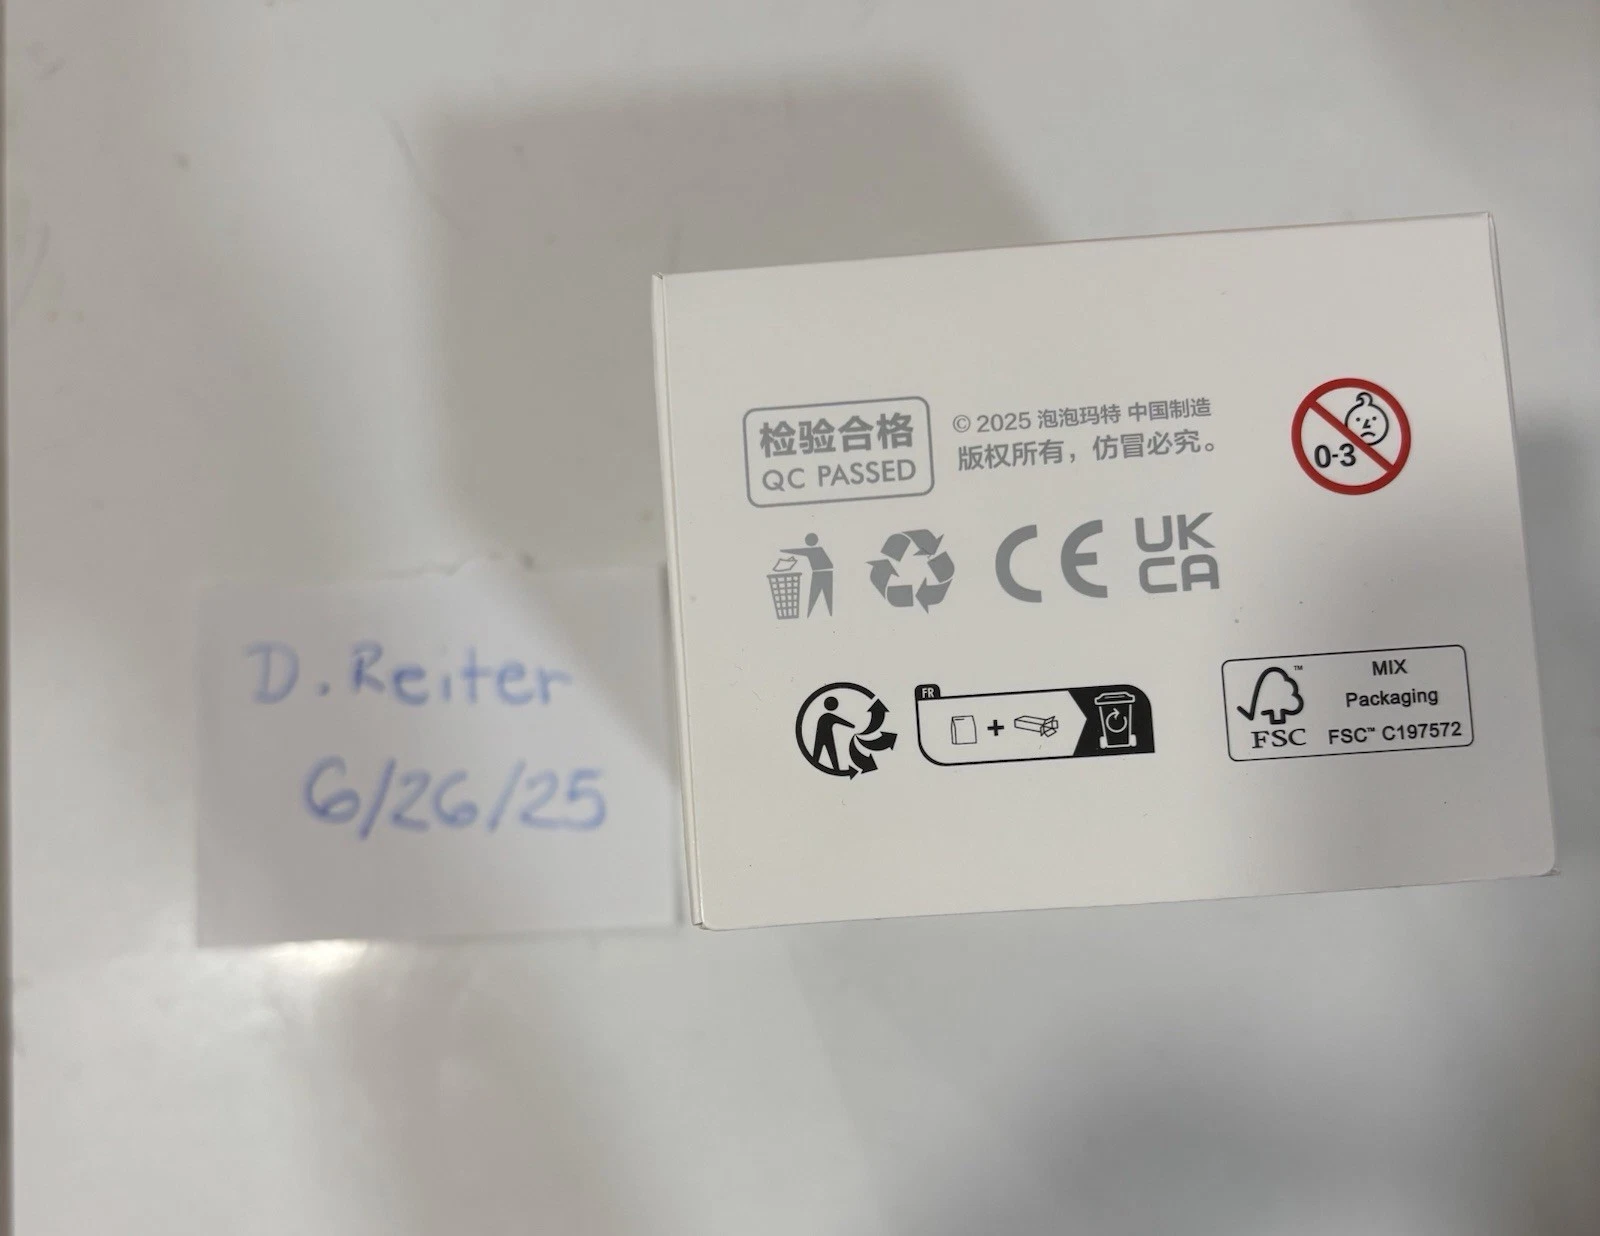 检验合格
QC PASSED
© 2025 泡泡玛特 中国制造
版权所有，仿冒必究。
0-3
CE
UK
CA
FR
+
FSC™
MIX
Packaging
FSC™ C197572
D. Reiter
6/26/25